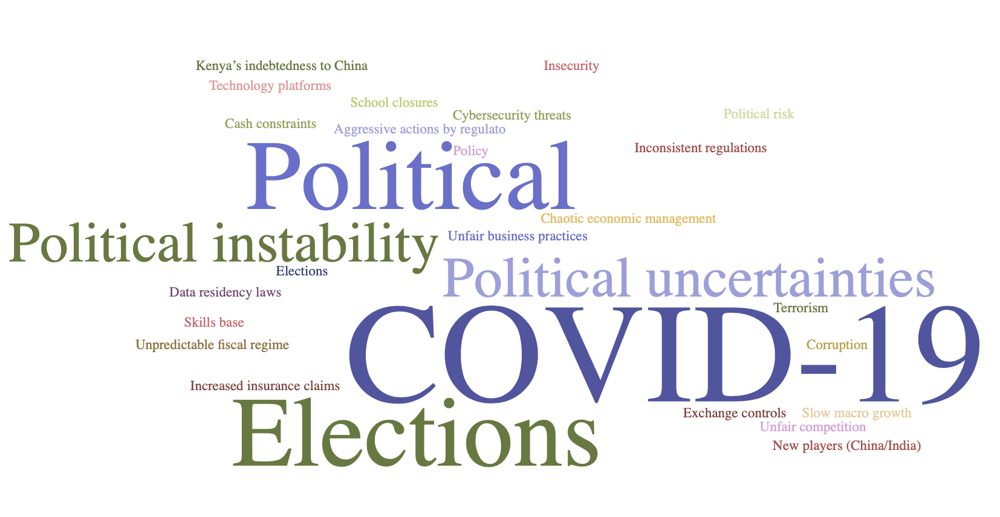 Kenya’s indebtedness to China
Insecurity
Technology platforms
School closures
Cybersecurity threats
Political risk
Cash constraints
Aggressive actions by regulato
Policy
Inconsistent regulations
Political
Chaotic economic management
Unfair business practices
Political instability
Elections
Political uncertainties
Data residency laws
Terrorism
Skills base
Unpredictable fiscal regime
Corruption
COVID-19
Increased insurance claims
Exchange controls
Slow macro growth
Unfair competition
Elections
New players (China/India)